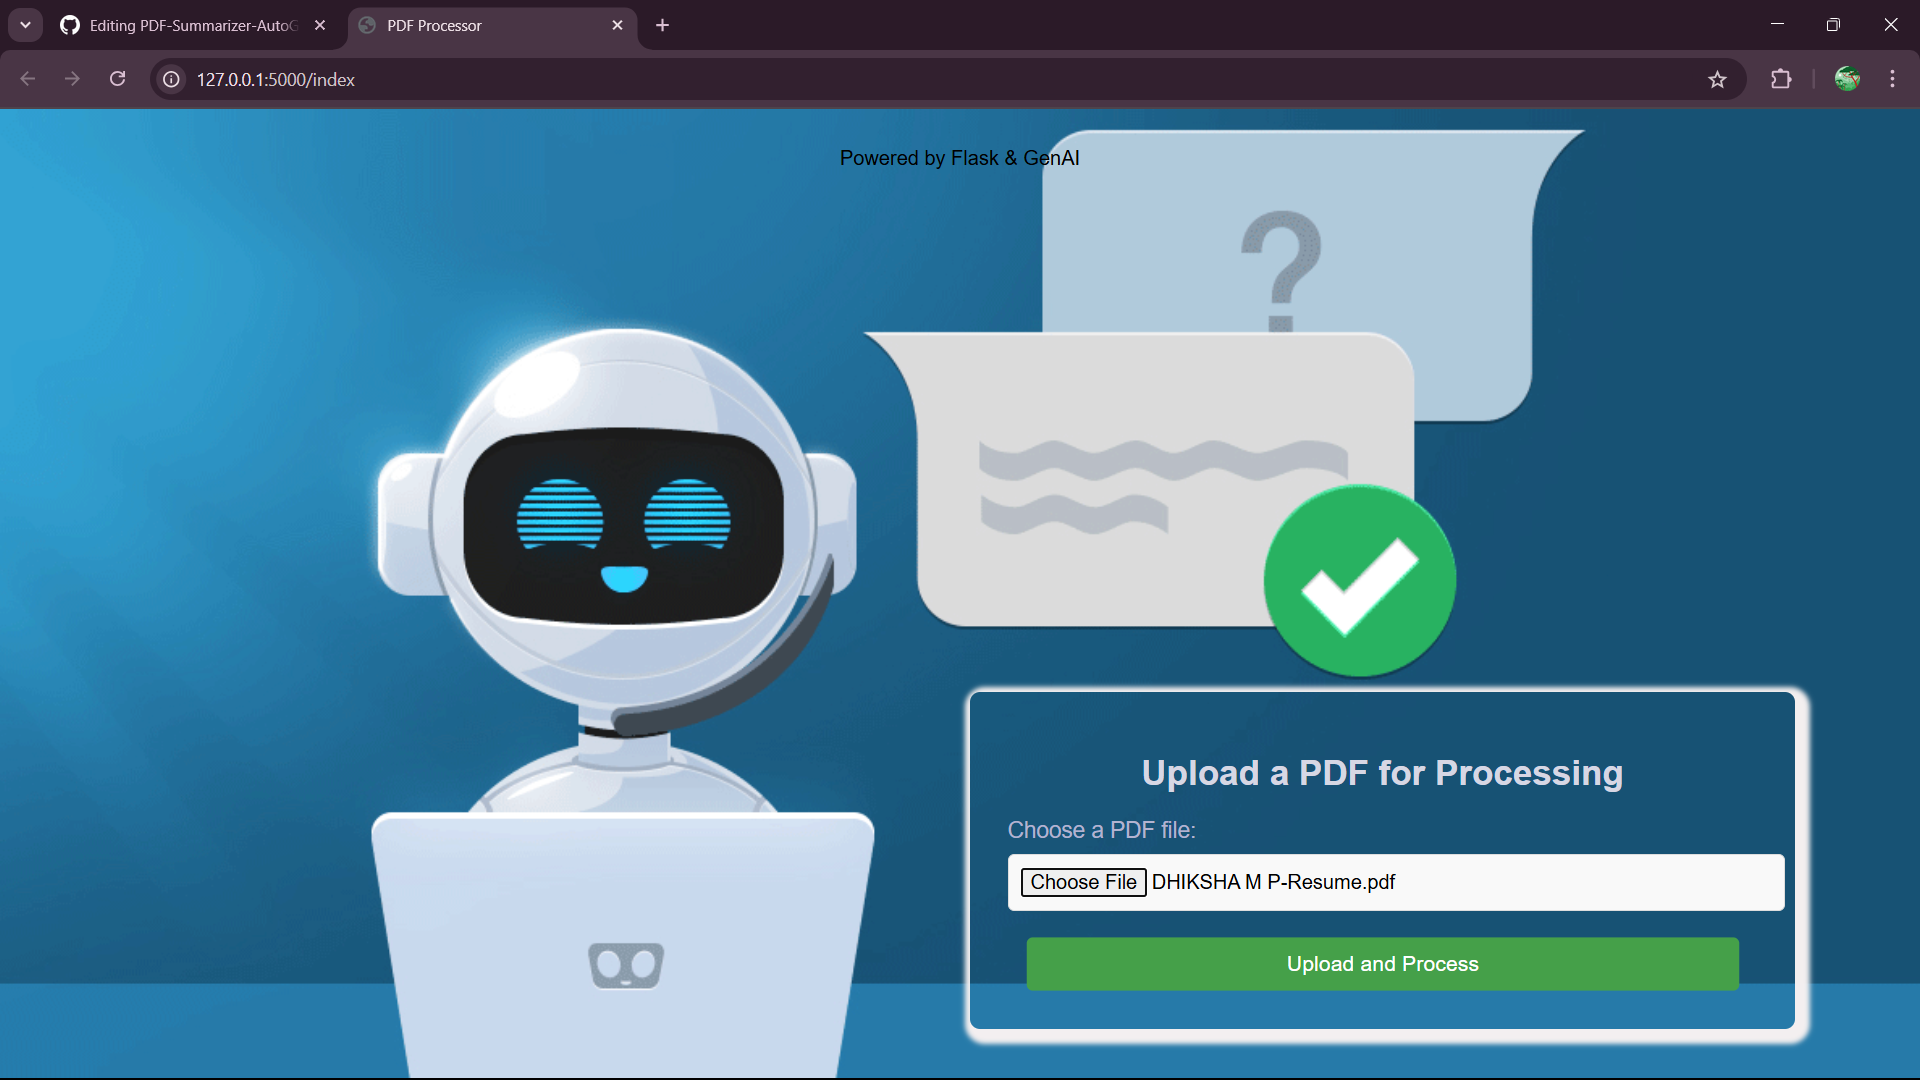 Editing PDF-Summarizer-AutoG
PDF Processor
127.0.0.1:5000/index
Powered by Flask & GenAI
?
Upload a PDF for Processing
Choose a PDF file:
Choose File DHIKSHA M P-Resume.pdf
Upload and Process